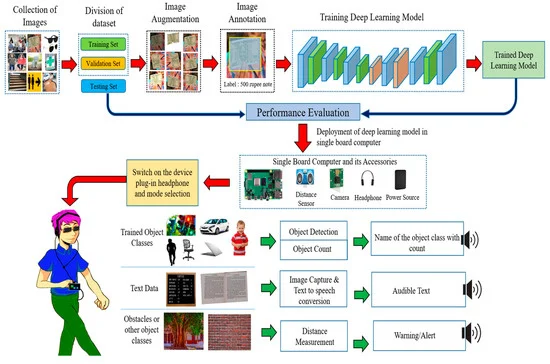 Collection of
Images
Division of
dataset
Image
Augmentation
Image
Annotation
Training Deep Learning Model
Training Set
Validation Set
Testing Set
Label : 500 rupee note
Trained Deep
Learning Model
Performance Evaluation
Deployment of deep learning model in
single board computer
Single Board Computer and its Accessories
Switch on the device
plug-in headphone
and mode selection
Distance
Sensor
Camera
Headphone
Power Source
Trained Object
Classes
Object Detection
Object Count
Name of the object class with
count
Text Data
Image Capture &
Text to speech
conversion
Audible Text
Obstacles or
other object
classes
Distance
Measurement
Warning/Alert